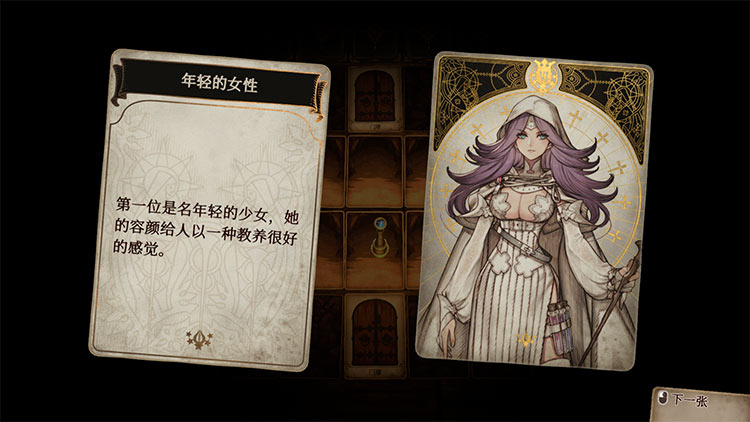 年轻的女性
第一位是名年轻的少女，她
的容颜给人以一种教养很好
的感觉。
下一张